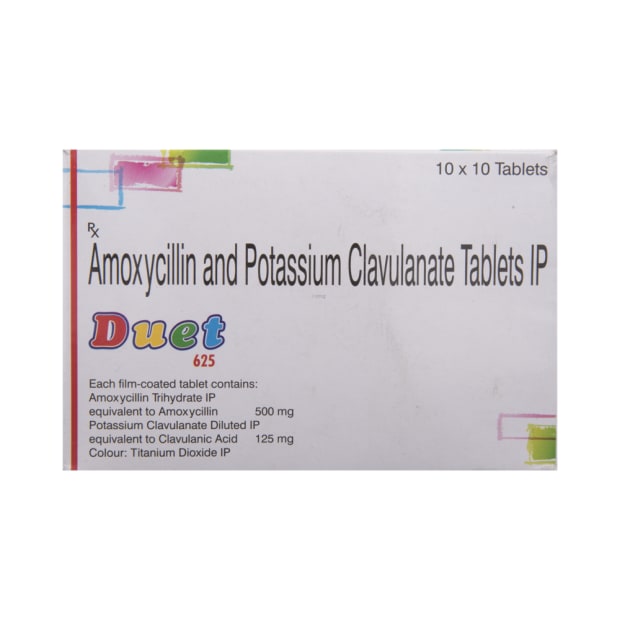 10 x 10 Tablets
Rx
Amoxycillin and Potassium Clavulanate Tablets IP
Duet
625
Each film-coated tablet contains:
Amoxycillin Trihydrate IP
equivalent to Amoxycillin 500 mg
Potassium Clavulanate Diluted IP
equivalent to Clavulanic Acid 125 mg
Colour: Titanium Dioxide IP